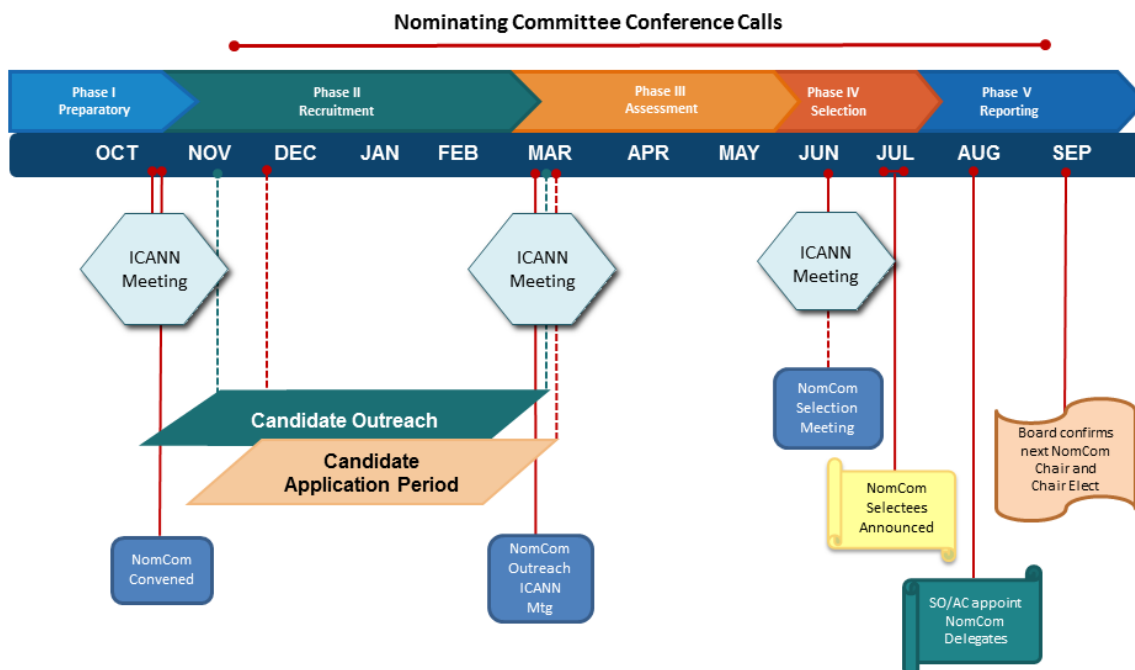 Nominating Committee Conference Calls
Phase I
Preparatory
Phase II
Recruitment
Phase III
Assessment
Phase IV
Selection
Phase V
Reporting
OCT NOV DEC JAN FEB MAR APR MAY JUN JUL AUG SEP
ICANN
Meeting
ICANN
Meeting
ICANN
Meeting
NomCom
Selection
Meeting
Candidate Outreach
Candidate
Application Period
Board confirms
next NomCom
Chair and
Chair Elect
NomCom
Selectees
Announced
NomCom
Convened
NomCom
Outreach
ICANN
Mtg
SO/AC appoint
NomCom
Delegates